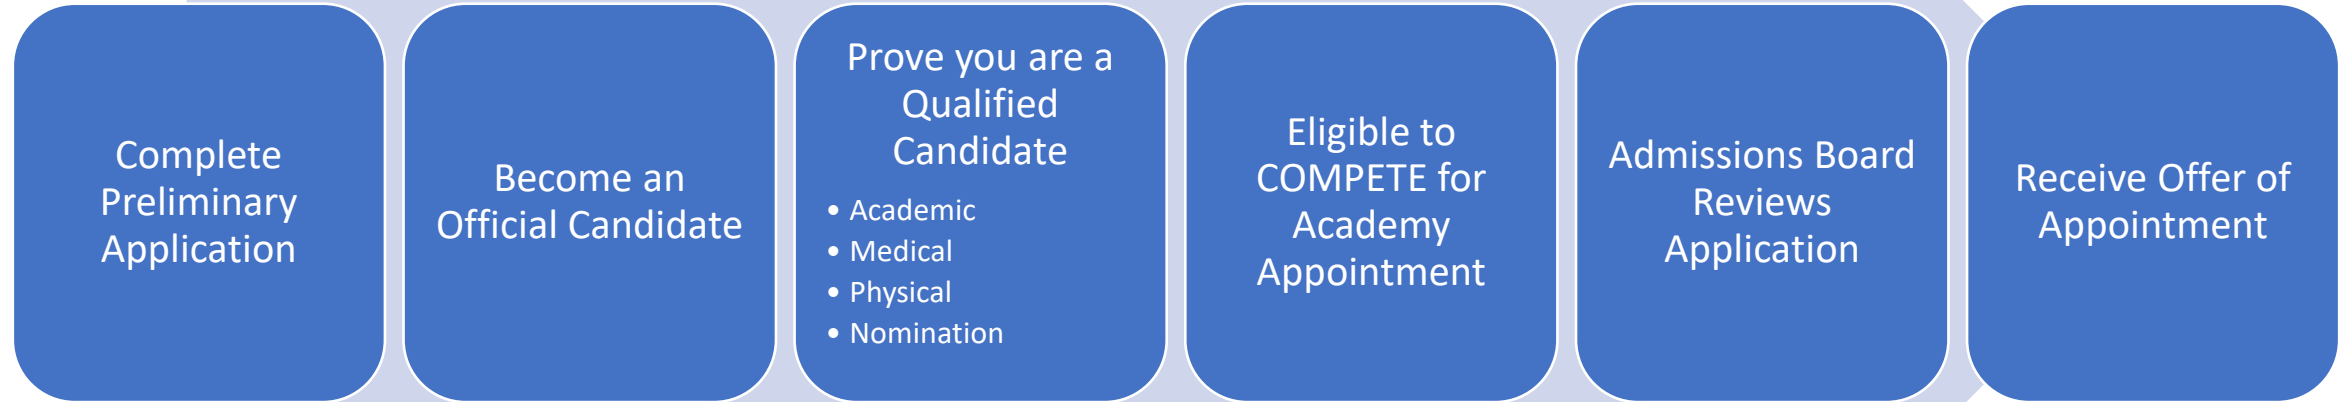 Complete
Preliminary
Application
Become an
Official Candidate
Prove you are a
Qualified
Candidate
• Academic
• Medical
• Physical
• Nomination
Eligible to
COMPETE for
Academy
Appointment
Admissions Board
Reviews
Application
Receive Offer of
Appointment